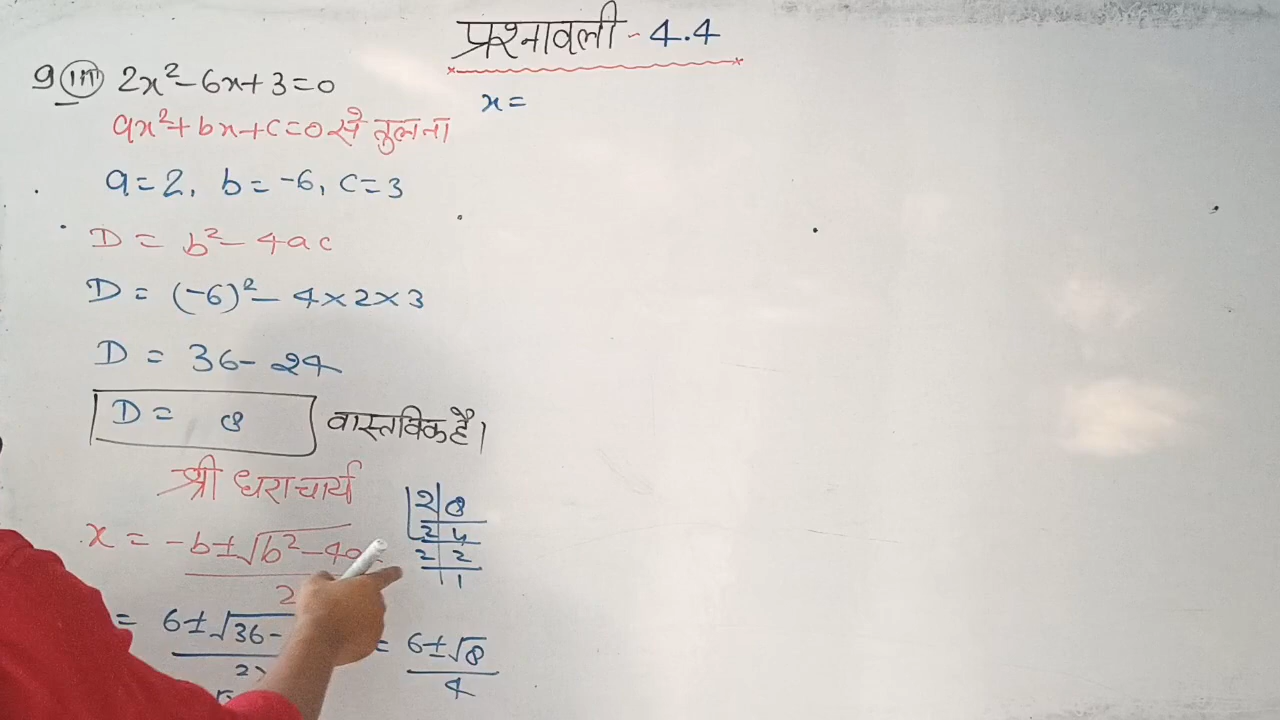 प्रश्नावली - 4.4
9 (iii) 2x² - 6x + 3 = 0
ax² + bx + c = 0 से तुलना
a = 2, b = -6, c = 3
D = b² - 4ac
D = (-6)² - 4 × 2 × 3
D = 36 - 24
D = 8 वास्तविक है।
श्री धराचार्य
x = -b ± √b² - 4a
2
= 6 ± √36 -
2×
= 6 ± √8
4
2 | 8
2 | 4
2 | 2
1
x =